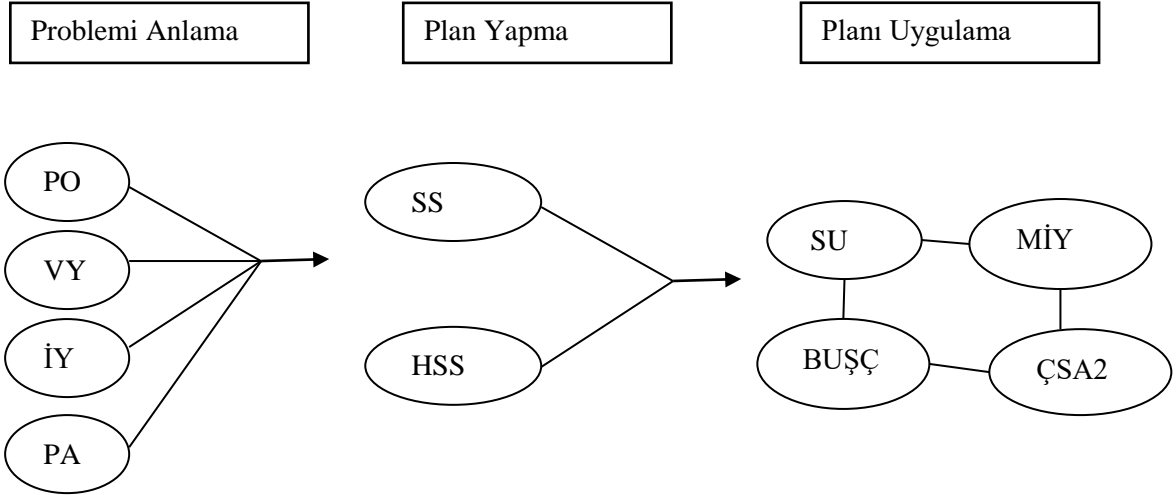 Problemi Anlama
Plan Yapma
Planı Uygulama
PO
VY
İY
PA
SS
HSS
SU
MİY
BUŞÇ
ÇSA2